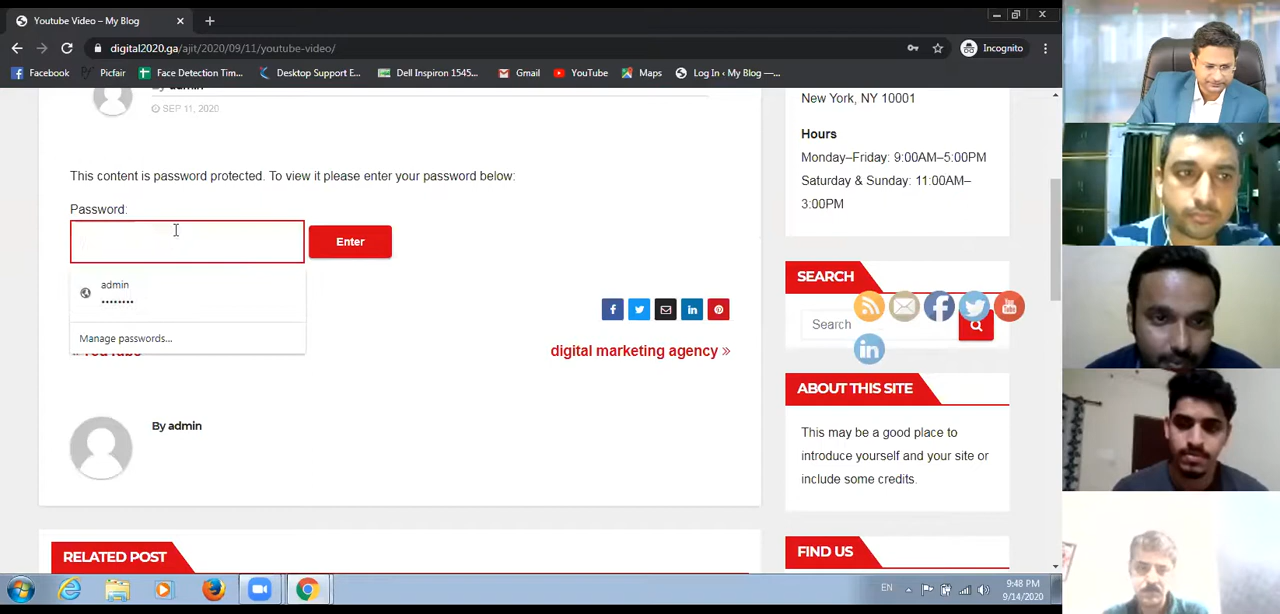 Youtube Video – My Blog
digital2020.ga/ajit/2020/09/11/youtube-video/
Incognito
Facebook
Picfair
Face Detection Tim...
Desktop Support E...
Dell Inspiron 1545...
Gmail
YouTube
Maps
Log In ‹ My Blog —...
By admin
SEP 11, 2020
This content is password protected. To view it please enter your password below:
Password:
Enter
admin
••••••••
Manage passwords...
« YouTube
digital marketing agency »
By admin
RELATED POST
New York, NY 10001
Hours
Monday–Friday: 9:00AM–5:00PM
Saturday & Sunday: 11:00AM–
3:00PM
SEARCH
Search
You
Tube
ABOUT THIS SITE
This may be a good place to
introduce yourself and your site or
include some credits.
FIND US
EN
9:48 PM
9/14/2020